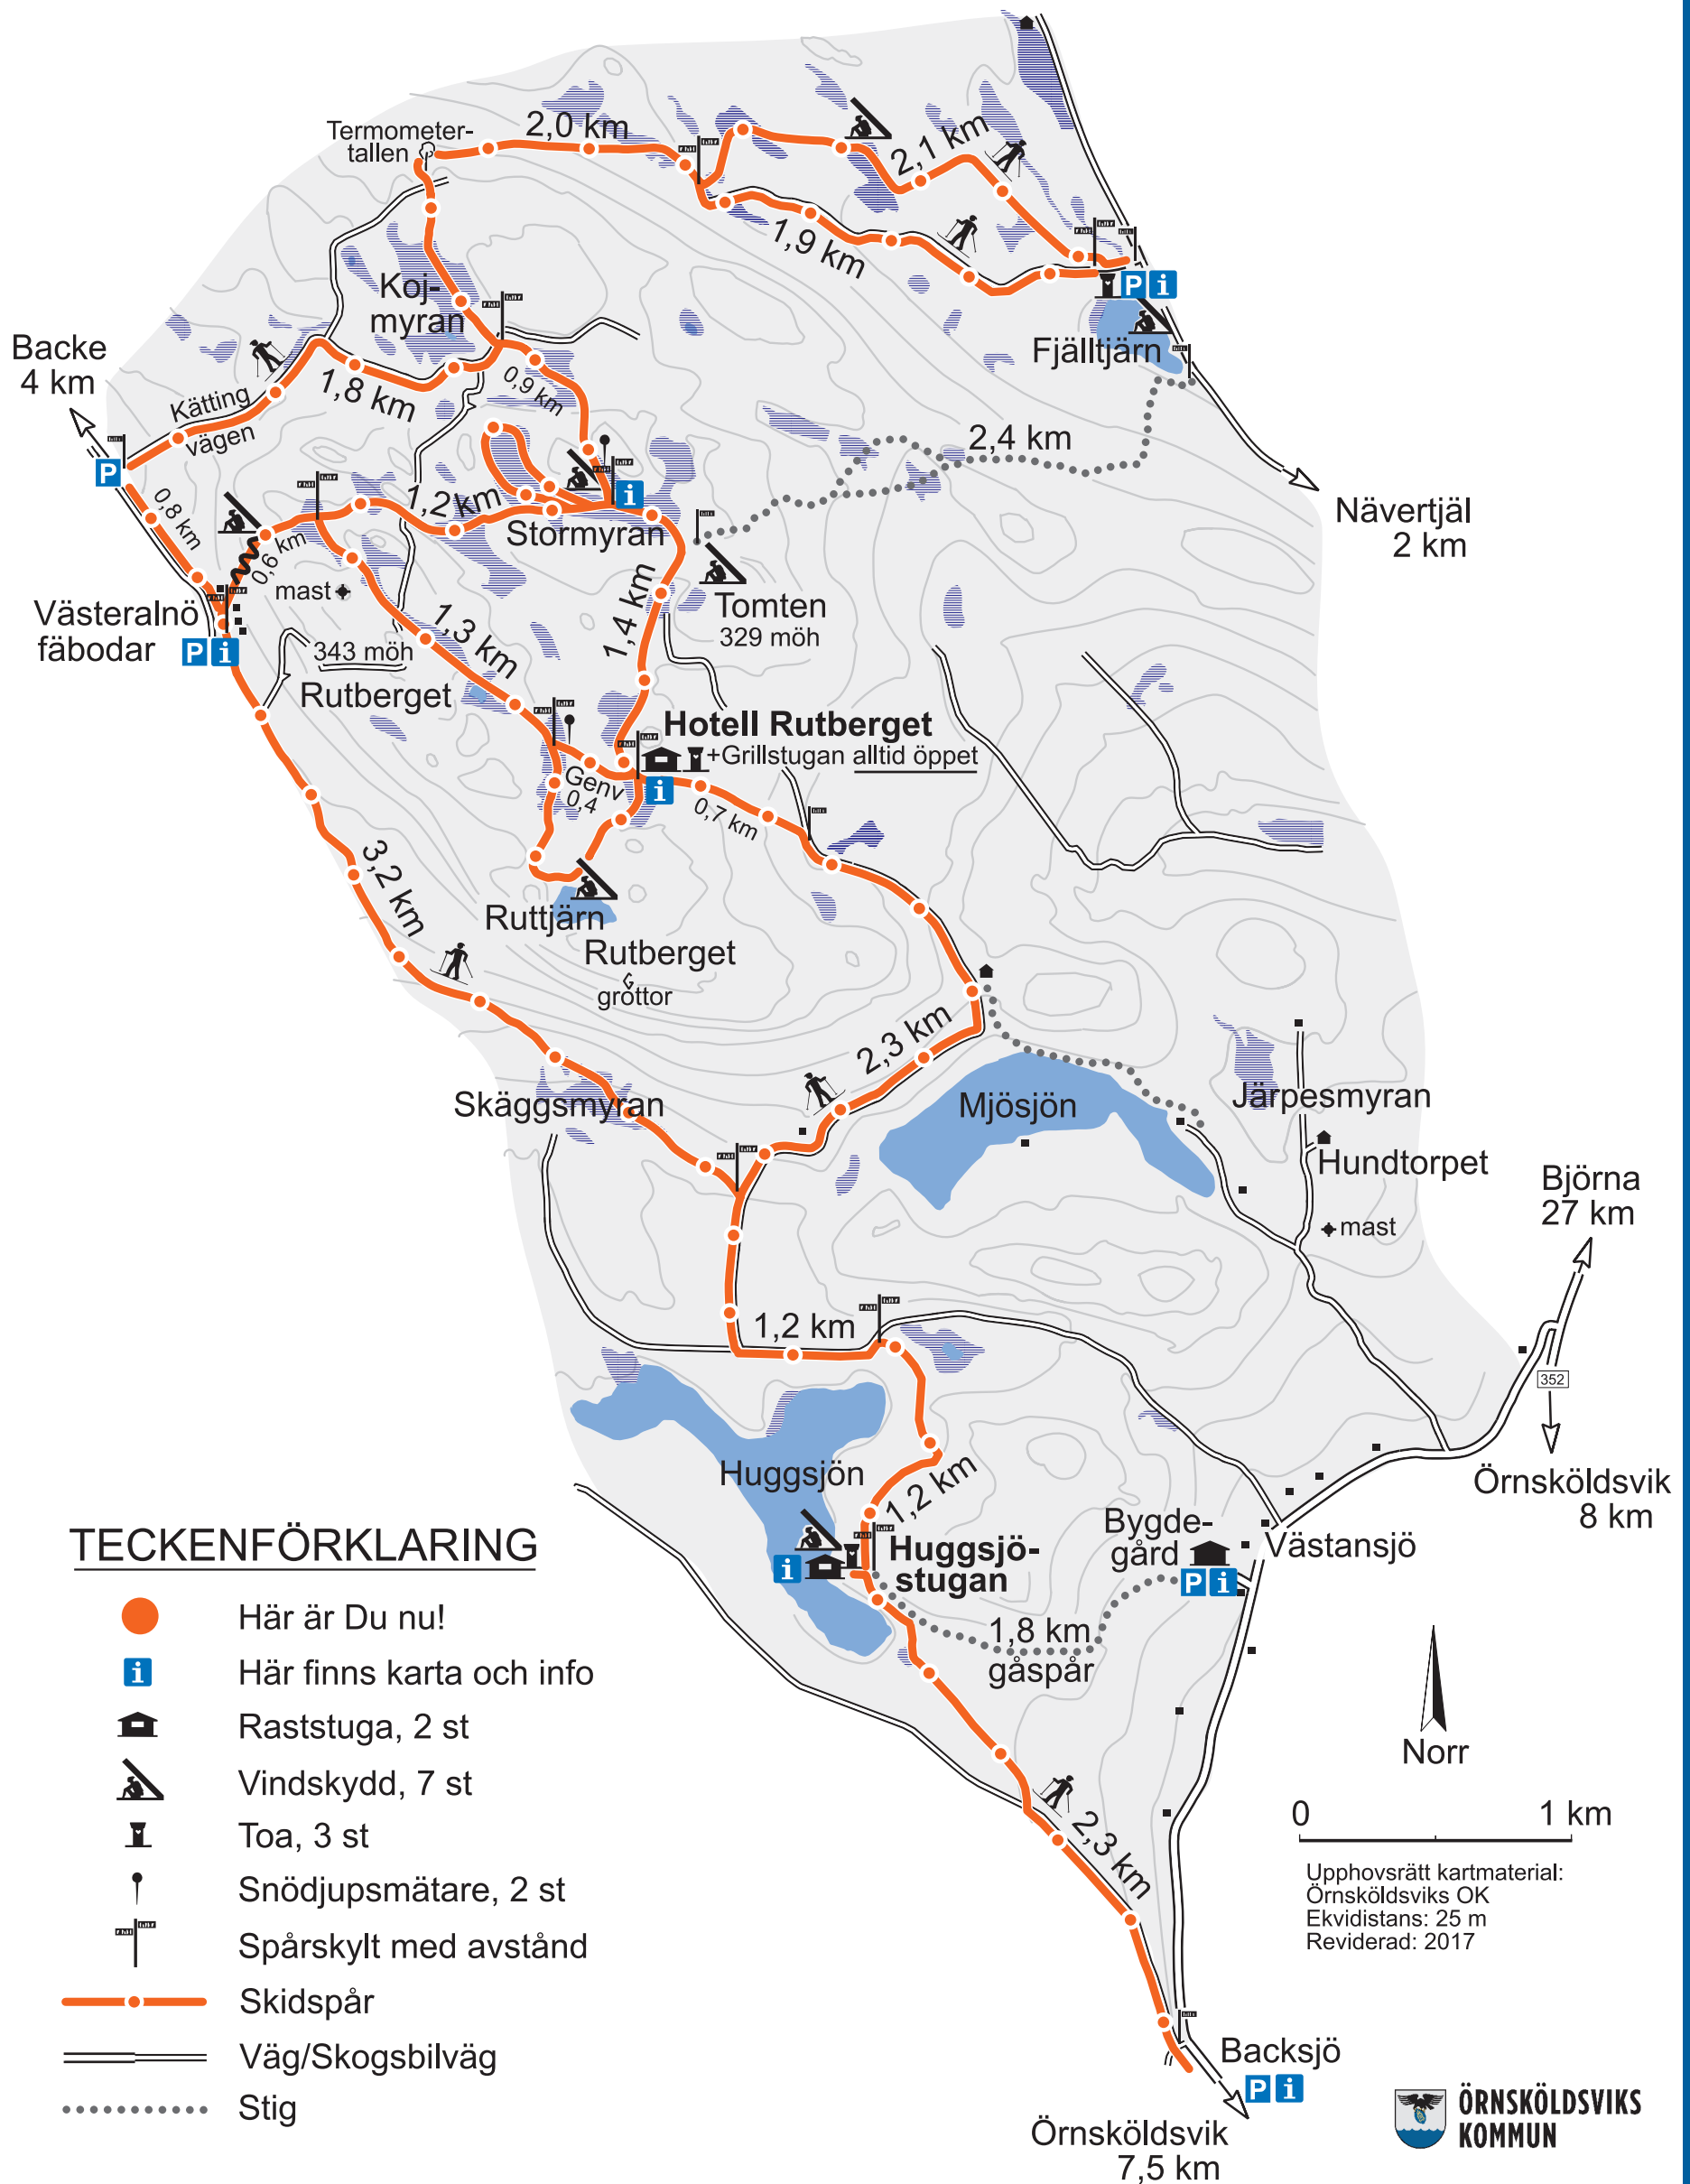 Termometer-
tallen
2,0 km
2,1 km
1,9 km
Koj-
myran
P i
Fjälltjärn
Backe
4 km
Kätting
vägen
1,8 km
0,9 km
P
0,8 km
0,6 km
1,2 km
i
Stormyran
2,4 km
Nävertjäl
2 km
mast
Västeralnö
fäbodar
P i
343 möh
Rutberget
1,3 km
1,4 km
Tomten
329 möh
Hotell Rutberget
+Grillstugan alltid öppet
Genv
0,4
i
0,7 km
3,2 km
Ruttjärn
Rutberget
grottor
2,3 km
Skäggsmyran
Mjösjön
Järpesmyran
Hundtorpet
mast
Björna
27 km
352
Örnsköldsvik
8 km
1,2 km
Huggsjön
1,2 km
i
Huggsjö-
stugan
Bygde-
gård
P i
Västansjö
1,8 km
gåspår
2,3 km
TECKENFÖRKLARING
Här är Du nu!
i Här finns karta och info
Raststuga, 2 st
Vindskydd, 7 st
Toa, 3 st
Snödjupsmätare, 2 st
Spårskylt med avstånd
Skidspår
Väg/Skogsbilväg
Stig
Norr
0 1 km
Upphovsrätt kartmaterial:
Örnsköldsviks OK
Ekvidistans: 25 m
Reviderad: 2017
Backsjö
P i
Örnsköldsvik
7,5 km
ÖRNSKÖLDSVIKS
KOMMUN